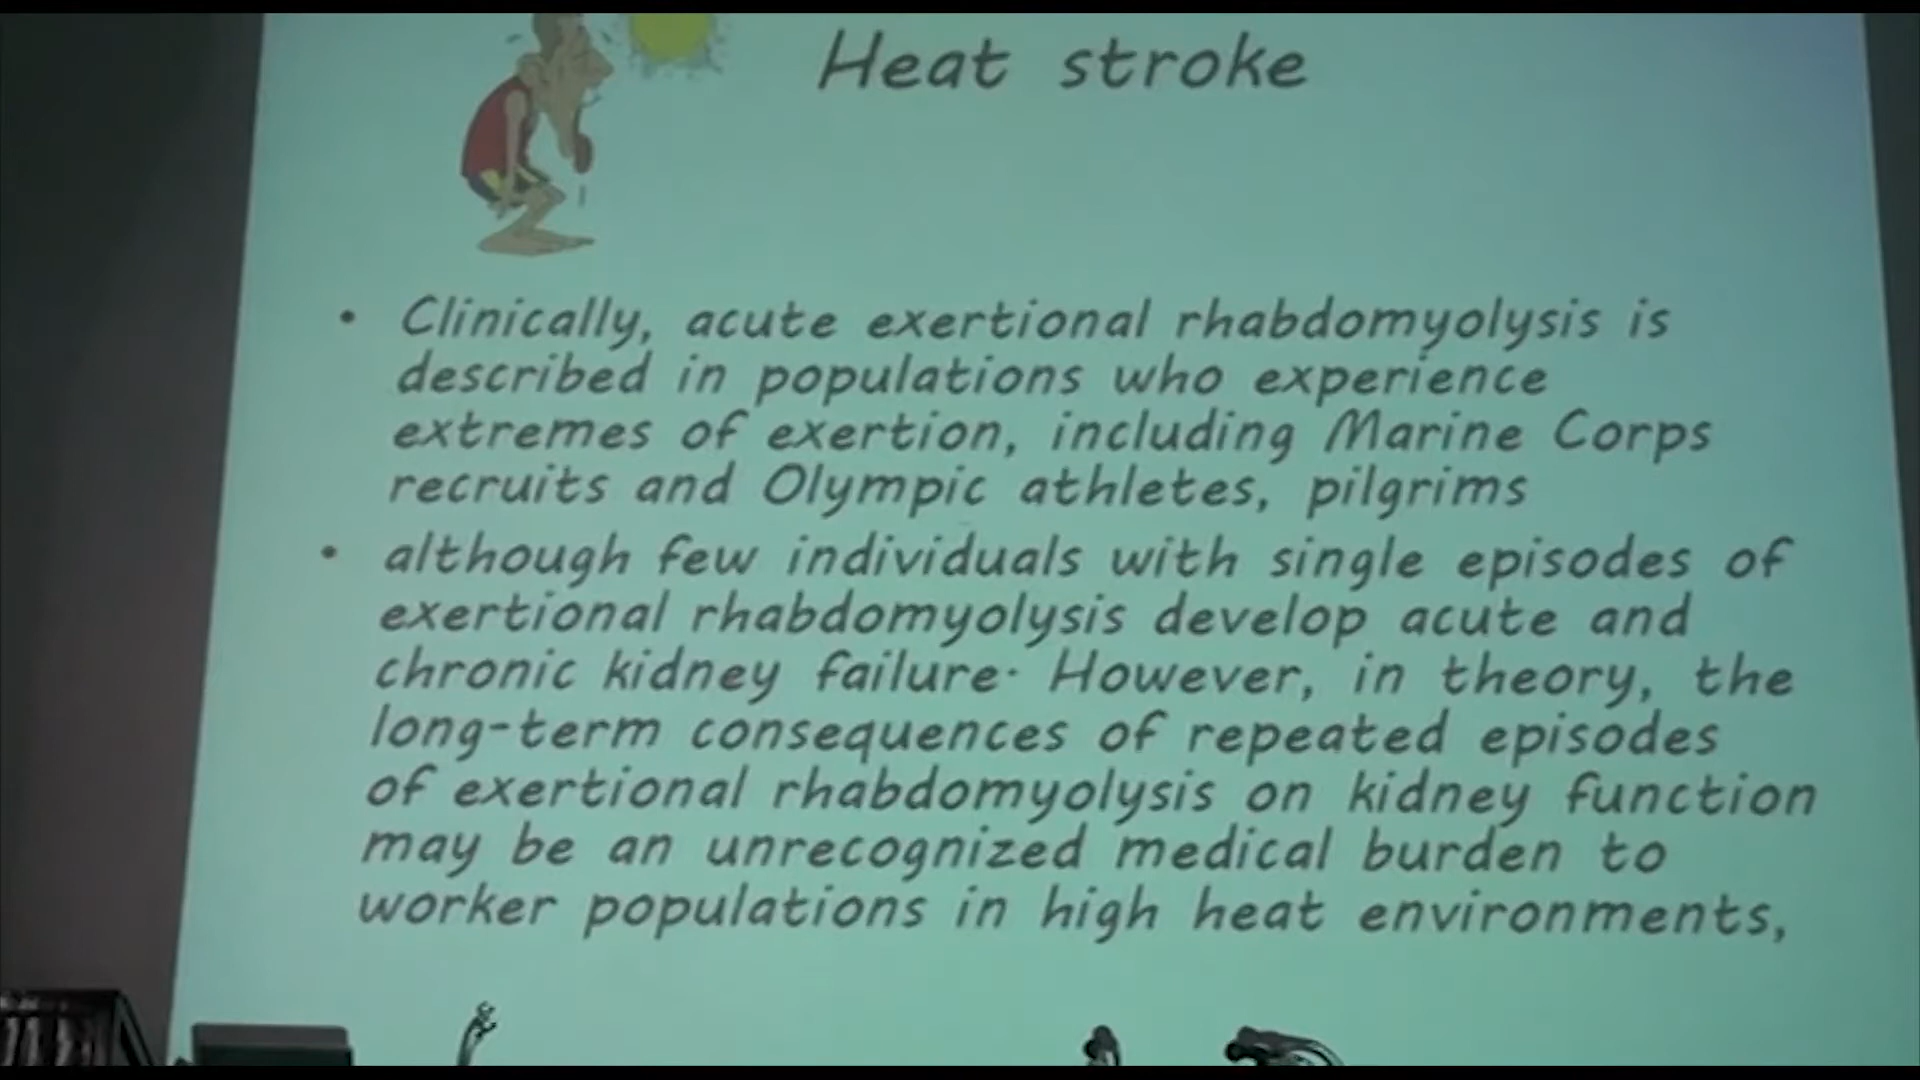 Heat stroke
• Clinically, acute exertional rhabdomyolysis is
described in populations who experience
extremes of exertion, including Marine Corps
recruits and Olympic athletes, pilgrims
• although few individuals with single episodes of
exertional rhabdomyolysis develop acute and
chronic kidney failure. However, in theory, the
long-term consequences of repeated episodes
of exertional rhabdomyolysis on kidney function
may be an unrecognized medical burden to
worker populations in high heat environments,